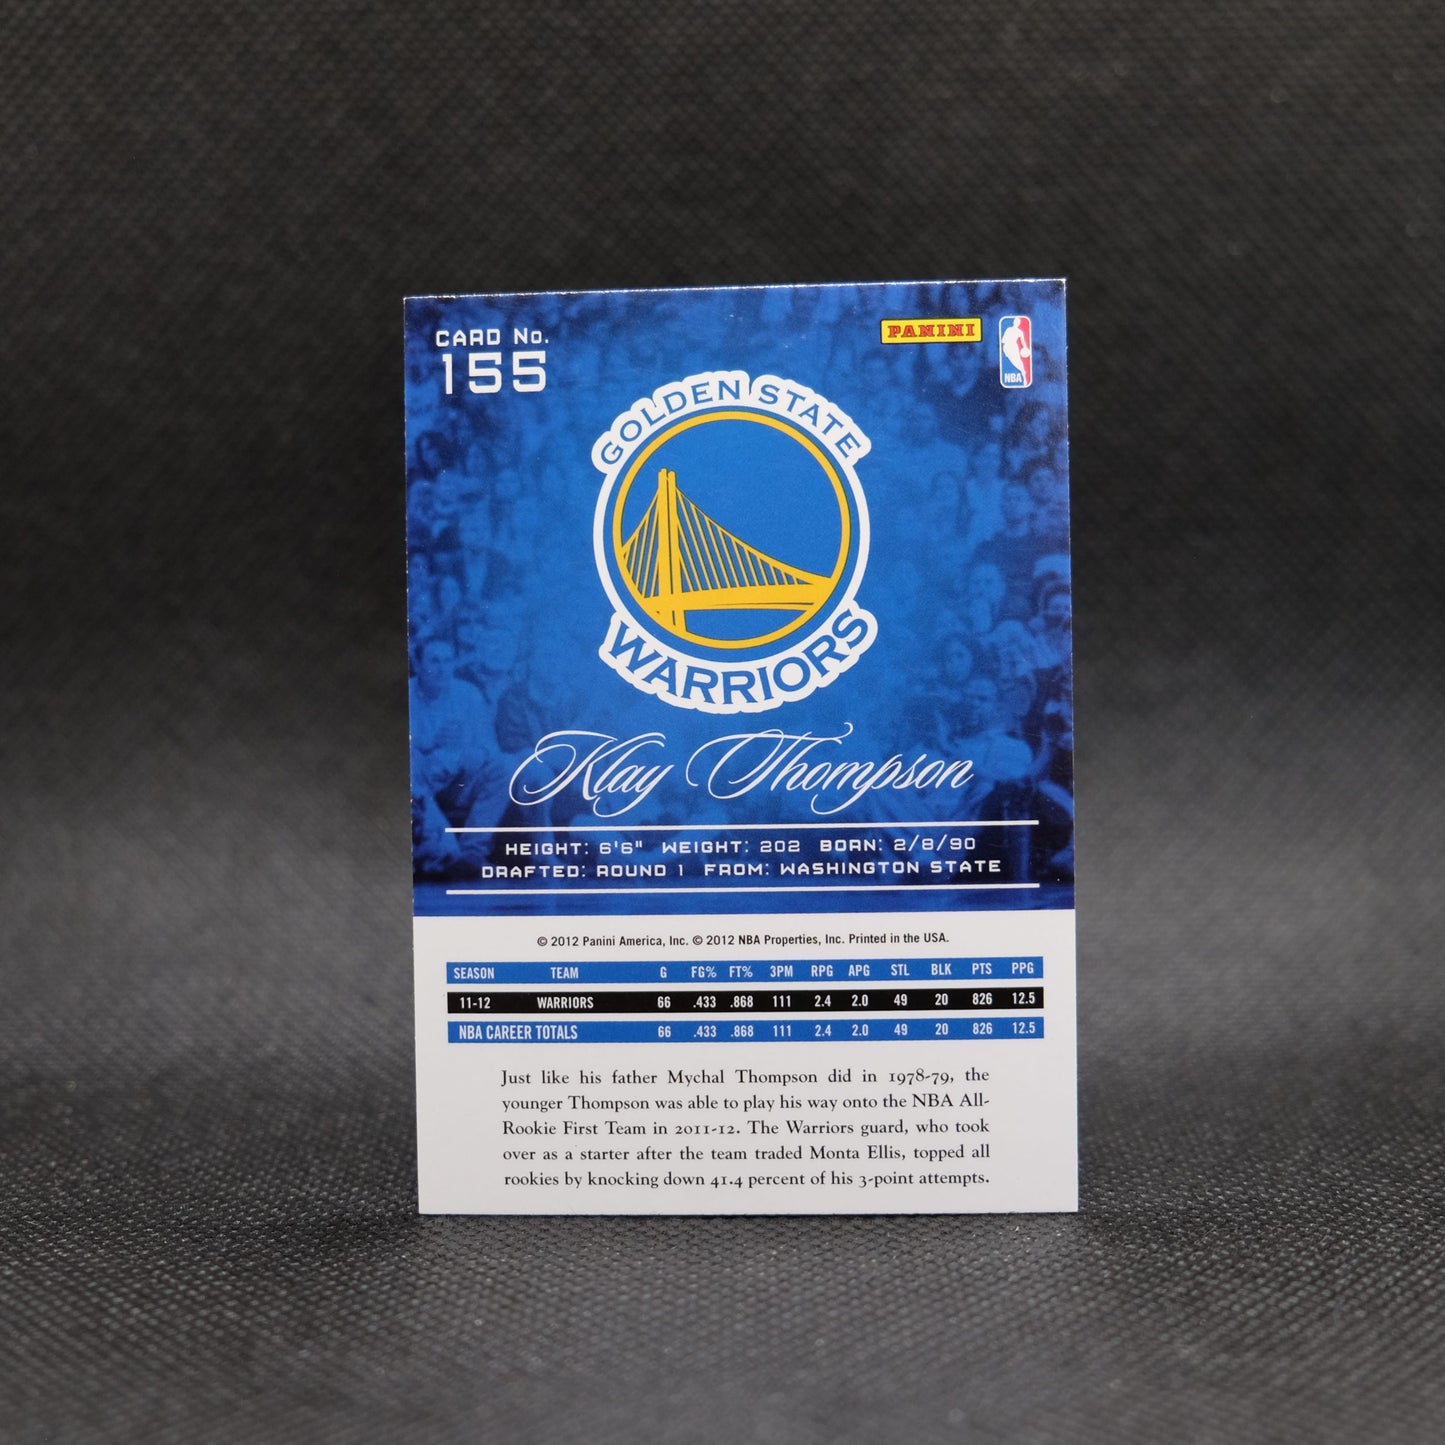 CARD No.
155
PANINI
NBA
GOLDEN STATE
WARRIORS
Klay Thompson
HEIGHT: 6'6" WEIGHT: 202 BORN: 2/8/90
DRAFTED: ROUND 1 FROM: WASHINGTON STATE
© 2012 Panini America, Inc. © 2012 NBA Properties, Inc. Printed in the USA.
SEASON TEAM G FG% FT% 3PM RPG APG STL BLK PTS PPG
11-12 WARRIORS 66 .433 .868 111 2.4 2.0 49 20 826 12.5
NBA CAREER TOTALS 66 .433 .868 111 2.4 2.0 49 20 826 12.5
Just like his father Mychal Thompson did in 1978-79, the
younger Thompson was able to play his way onto the NBA All-
Rookie First Team in 2011-12. The Warriors guard, who took
over as a starter after the team traded Monta Ellis, topped all
rookies by knocking down 41.4 percent of his 3-point attempts.